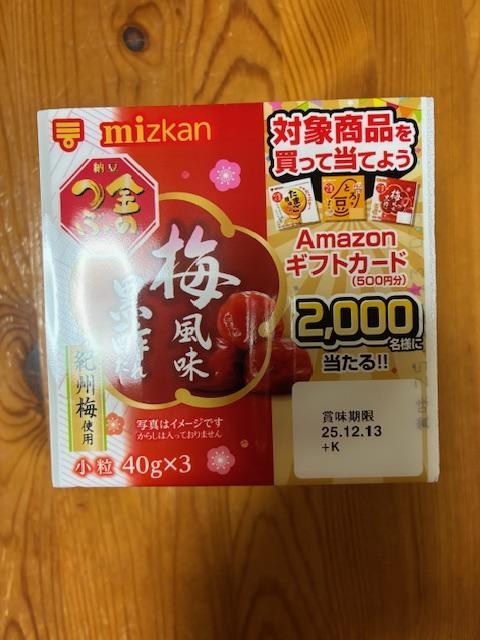 mizkan
納豆
金の
つぶ
梅風味
黒酢たれ
紀州梅使用
写真はイメージです
からしは入っておりません
小粒 40g×3
対象商品を
買って当てよう
Amazon
ギフトカード
(500円分)
2,000
名様に
当たる!!
賞味期限
25.12.13
+K